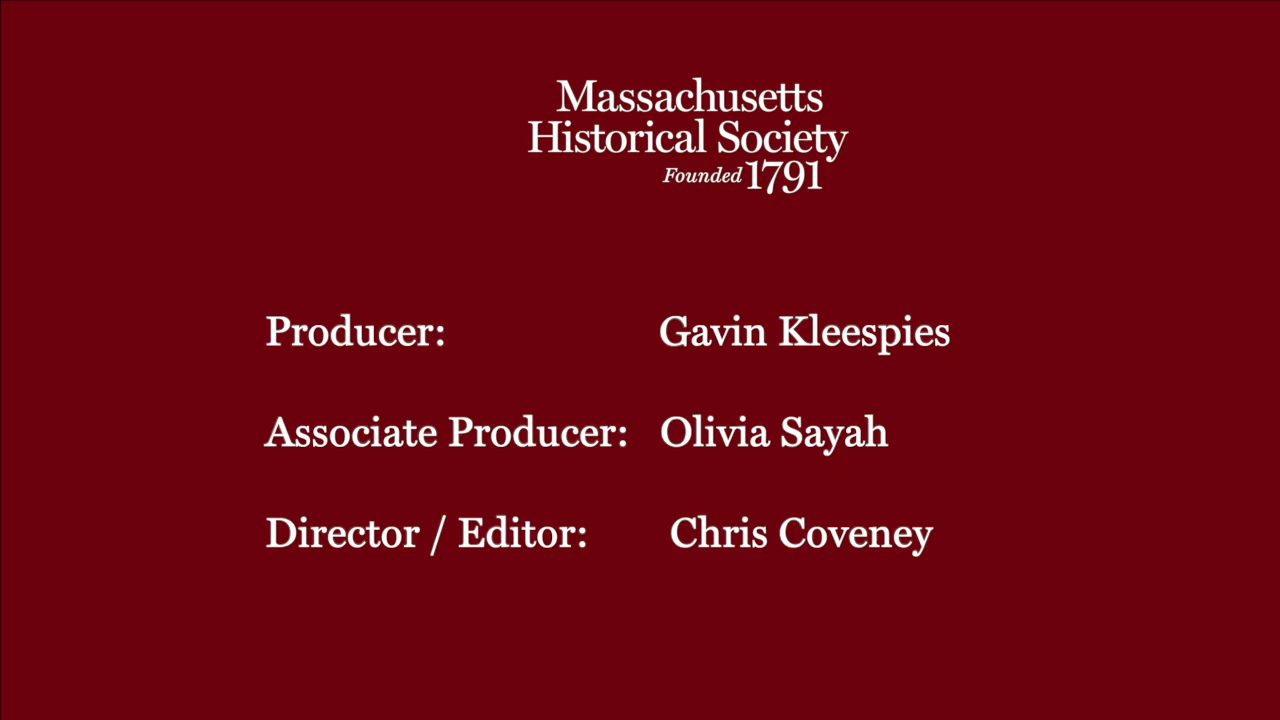 Massachusetts
Historical Society
Founded 1791
Producer: Gavin Kleespies
Associate Producer: Olivia Sayah
Director / Editor: Chris Coveney